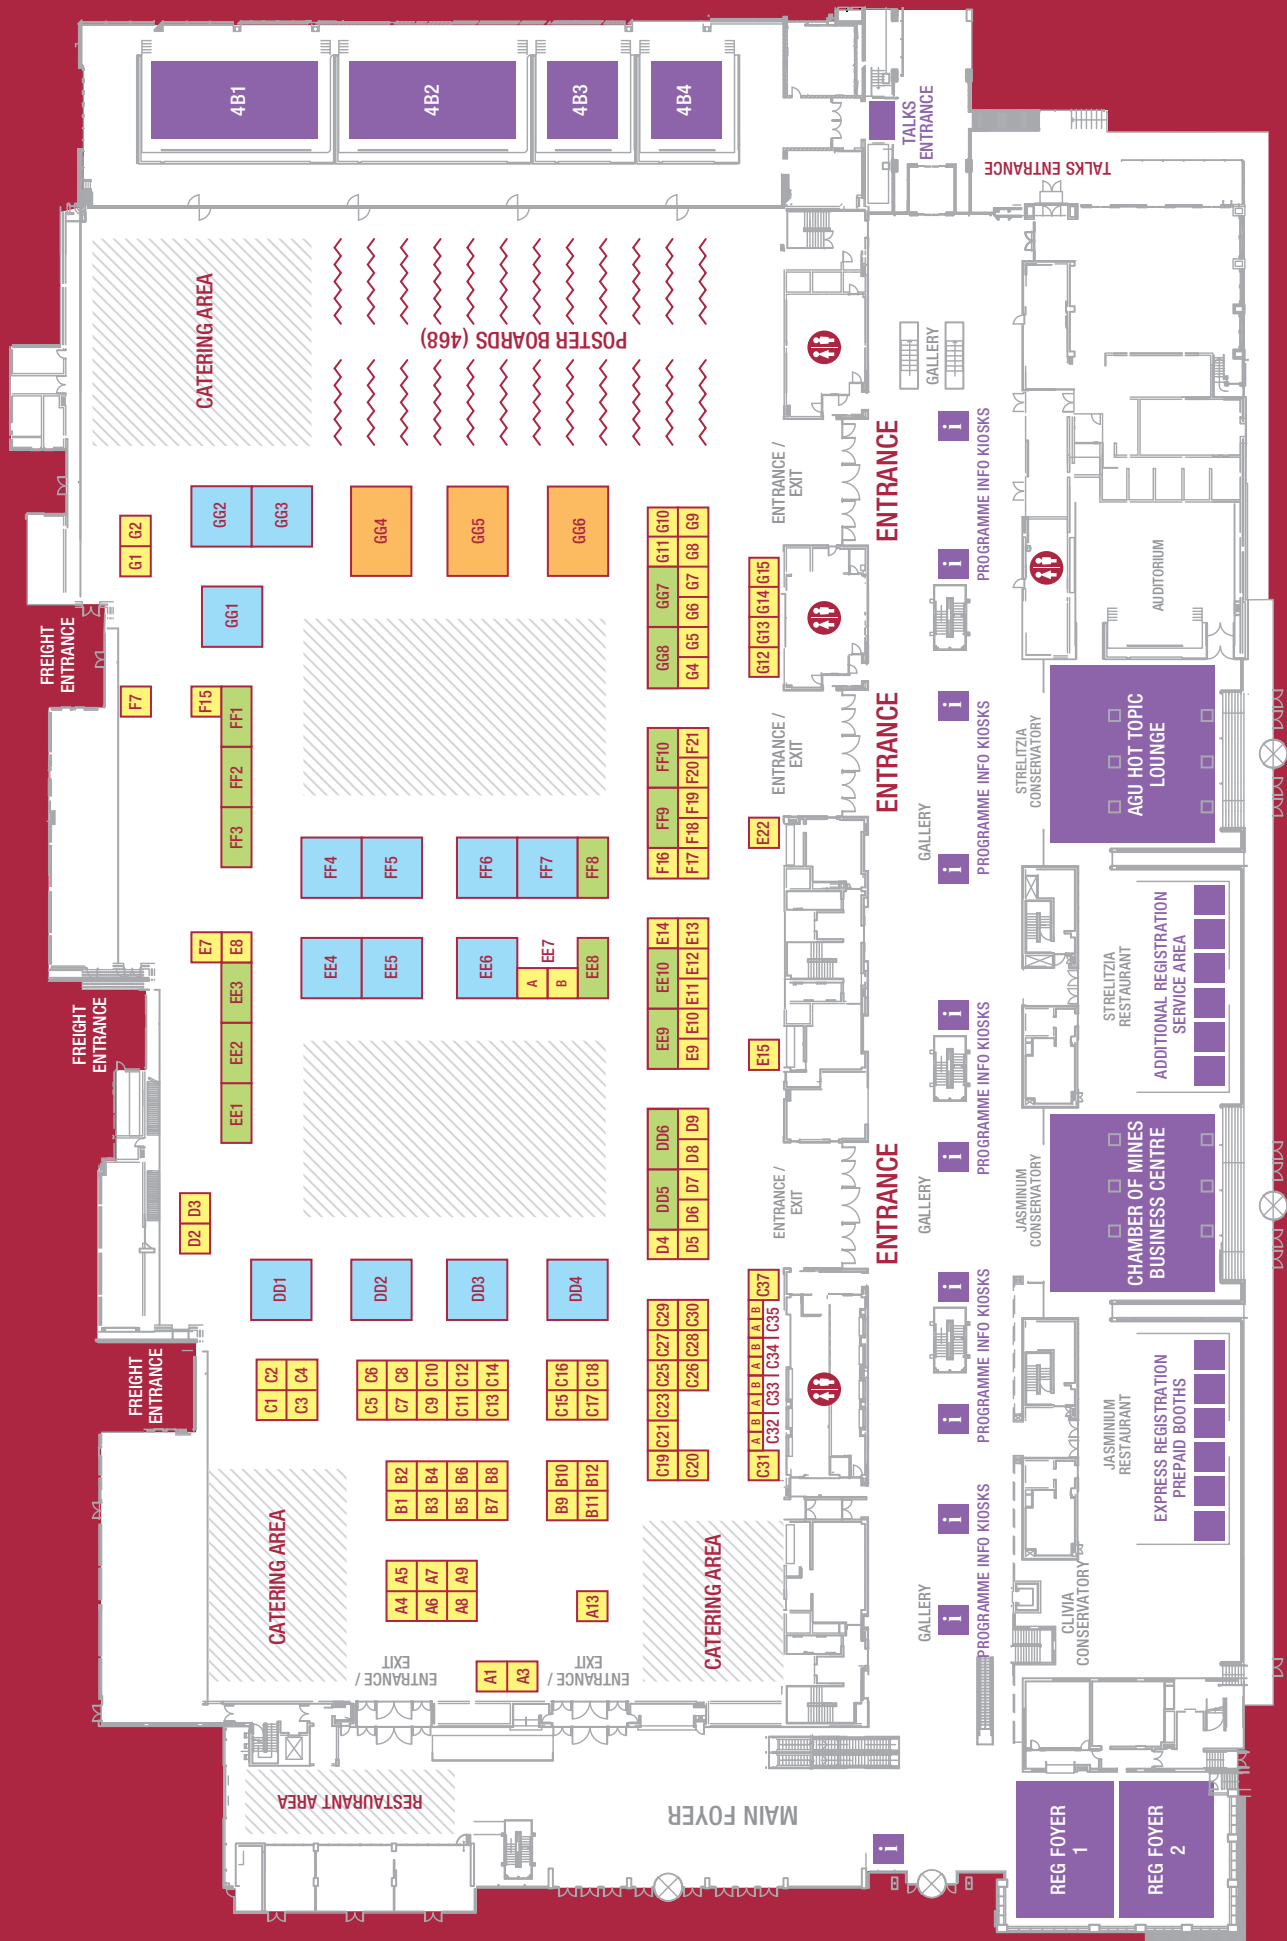 4B1
4B2
4B3
4B4
TALKS
ENTRANCE
TALKS ENTRANCE
CATERING AREA
POSTER BOARDS (468)
GALLERY
ENTRANCE /
EXIT
ENTRANCE
i
PROGRAMME INFO KIOSKS
i
G1
G2
GG2
GG3
GG4
GG5
GG6
GG1
G10
G11
G9
G8
GG7
GG8
G7
G6
G5
G4
G15
G14
G13
G12
AUDITORIUM
FREIGHT
ENTRANCE
F7
F15
FF1
FF2
FF3
FF4
FF5
FF6
FF7
FF8
FF10
FF9
F16
F21
F20
F19
F18
F17
ENTRANCE /
EXIT
ENTRANCE
E22
GALLERY
i
PROGRAMME INFO KIOSKS
i
STRELITZIA
CONSERVATORY
AGU HOT TOPIC
LOUNGE
FREIGHT
ENTRANCE
E7
E8
EE3
EE2
EE1
EE4
EE5
EE6
EE7
A
B
EE8
E14
EE10
EE9
E13
E12
E11
E10
E9
E15
i
PROGRAMME INFO KIOSKS
i
STRELITZIA
RESTAURANT
ADDITIONAL REGISTRATION
SERVICE AREA
D3
D2
DD1
DD2
DD3
DD4
DD6
DD5
D4
D9
D8
D7
D6
D5
ENTRANCE /
EXIT
ENTRANCE
GALLERY
JASMINUM
CONSERVATORY
CHAMBER OF MINES
BUSINESS CENTRE
FREIGHT
ENTRANCE
C2
C4
C1
C3
C6
C8
C10
C12
C14
C5
C7
C9
C11
C13
C16
C18
C15
C17
C29
C27
C25
C23
C21
C19
C30
C28
C26
C20
C37
A B
C35
A B
C34
A B
C33
A B
C32
C31
i
PROGRAMME INFO KIOSKS
i
JASMINIUM
RESTAURANT
EXPRESS REGISTRATION
PREPAID BOOTHS
CATERING AREA
B2
B4
B6
B8
B1
B3
B5
B7
B10
B12
B9
B11
A5
A7
A9
A4
A6
A8
A13
A1
A3
CATERING AREA
ENTRANCE /
EXIT
ENTRANCE /
EXIT
i
PROGRAMME INFO KIOSKS
i
GALLERY
CLIVIA
CONSERVATORY
RESTAURANT AREA
MAIN FOYER
i
REG FOYER
1
REG FOYER
2